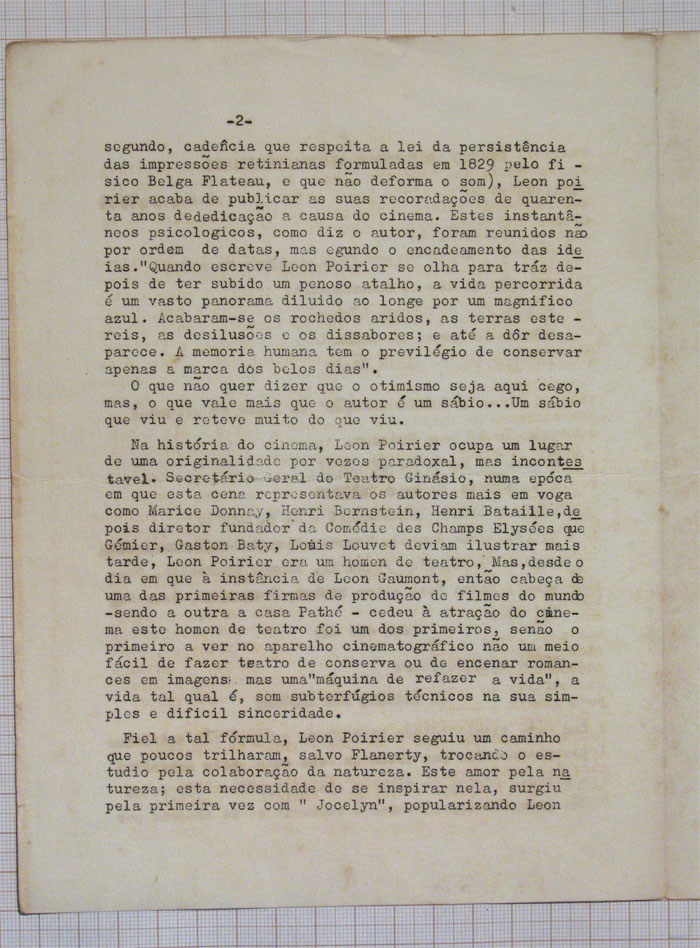 -2-
segundo, cadência que respeita a lei da persistência
das impressões retinianas formuladas em 1829 pelo fi -
sico Belga Flateau, e que não deforma o som), Leon poi
rier acaba de publicar as suas recoradações de quaren-
ta anos dededicação a causa do cinema. Estes instantâ-
neos psicologicos, como diz o autor, foram reunidos não
por ordem de datas, mas egundo o encadeamento das ide
ias."Quando escreve Leon Poirier se olha para tráz de-
pois de ter subido um penoso atalho, a vida percorrida
é um vasto panorama diluido ao longe por um magnifico
azul. Acabaram-se os rochedos aridos, as terras este -
reis, as desilusões e os dissabores; e até a dôr desa-
parece. A memoria humana tem o previlégio de conservar
apenas a marca dos belos dias".
O que não quer dizer que o otimismo seja aqui cego,
mas, o que vale mais que o autor é um sábio...Um sábio
que viu e reteve muito do que viu.
Na história do cinema, Leon Poirier ocupa um lugar
de uma originalidade por vezes paradoxal, mas incontes
tavel. Secretário Geral do Teatro Ginásio, numa epóca
em que esta cena representava os autores mais em voga
como Marice Donnay, Henri Bernstein, Henri Bataille,de
pois diretor fundador da Comédie des Champs Elysées que
Gémier, Gaston Baty, Louis Louvet deviam ilustrar mais
tarde, Leon Poirier era um homen de teatro, Mas,desde o
dia em que à instância de Leon Gaumont, então cabeça de
uma das primeiras firmas de produção de filmes do mundo
-sendo a outra a casa Pathé - cedeu à atração do cine-
ma este homen de teatro foi um dos primeiros, senão o
primeiro a ver no aparelho cinematográfico não um meio
fácil de fazer teatro de conserva ou de encenar roman-
ces em imagens: mas uma"máquina de refazer a vida", a
vida tal qual é, sem subterfúgios técnicos na sua sim-
ples e dificil sinceridade.
Fiel a tal fórmula, Leon Poirier seguiu um caminho
que poucos trilharam, salvo Flanerty, trocando o es-
tudio pela colaboração da natureza. Este amor pela na
tureza; esta necessidade de se inspirar nela, surgiu
pela primeira vez com " Jocelyn", popularizando Leon